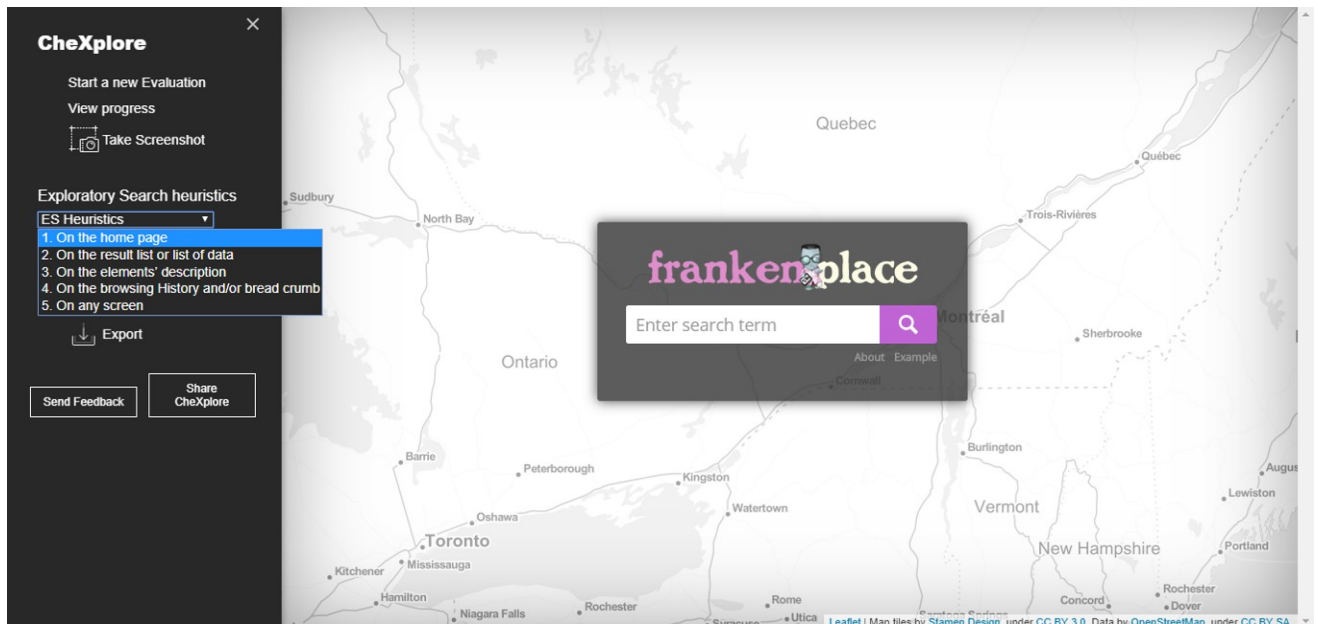 CheXplore
Start a new Evaluation
View progress
Take Screenshot
Exploratory Search heuristics
ES Heuristics
1. On the home page
2. On the result list or list of data
3. On the elements' description
4. On the browsing History and/or bread crumb
5. On any screen
Export
Send Feedback
Share
CheXplore
Quebec
Québec
Sudbury
North Bay
Trois-Rivières
frankenplace
Enter search term
Montréal
Sherbrooke
About Example
Ontario
Cornwall
Barrie
Peterborough
Kingston
Burlington
Augus
Lewiston
Watertown
Vermont
Oshawa
Toronto
New Hampshire
Portland
Kitchener
Mississauga
Hamilton
Niagara Falls
Rochester
Rome
Utica
Syracuse
Saratoga Springs
Concord
Rochester
Dover
Leaflet | Map tiles by Stamen Design, under CC BY 3.0. Data by OpenStreetMap, under CC BY SA